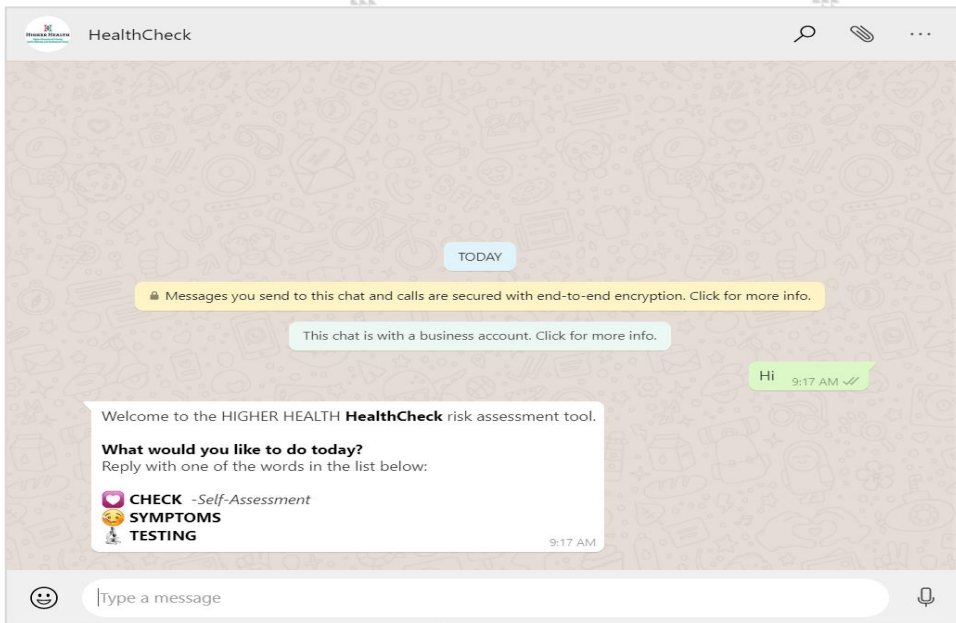 HIGHER HEALTH
HealthCheck
TODAY
Messages you send to this chat and calls are secured with end-to-end encryption. Click for more info.
This chat is with a business account. Click for more info.
Hi 9:17 AM
Welcome to the HIGHER HEALTH HealthCheck risk assessment tool.
What would you like to do today?
Reply with one of the words in the list below:
CHECK -Self-Assessment
SYMPTOMS
TESTING
9:17 AM
Type a message